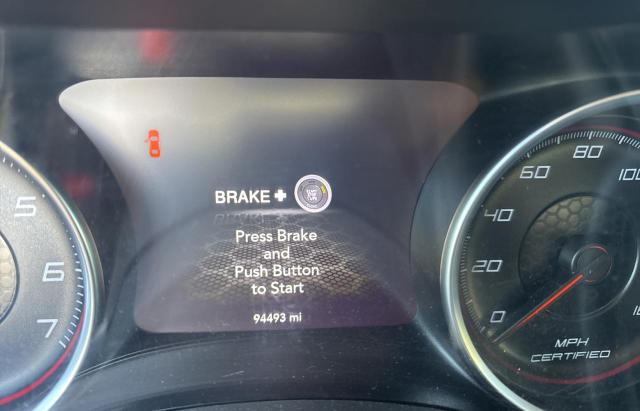 BRAKE +
Press Brake
and
Push Button
to Start
94493 mi
5
6
7
0
20
40
60
80
100
MPH
CERTIFIED